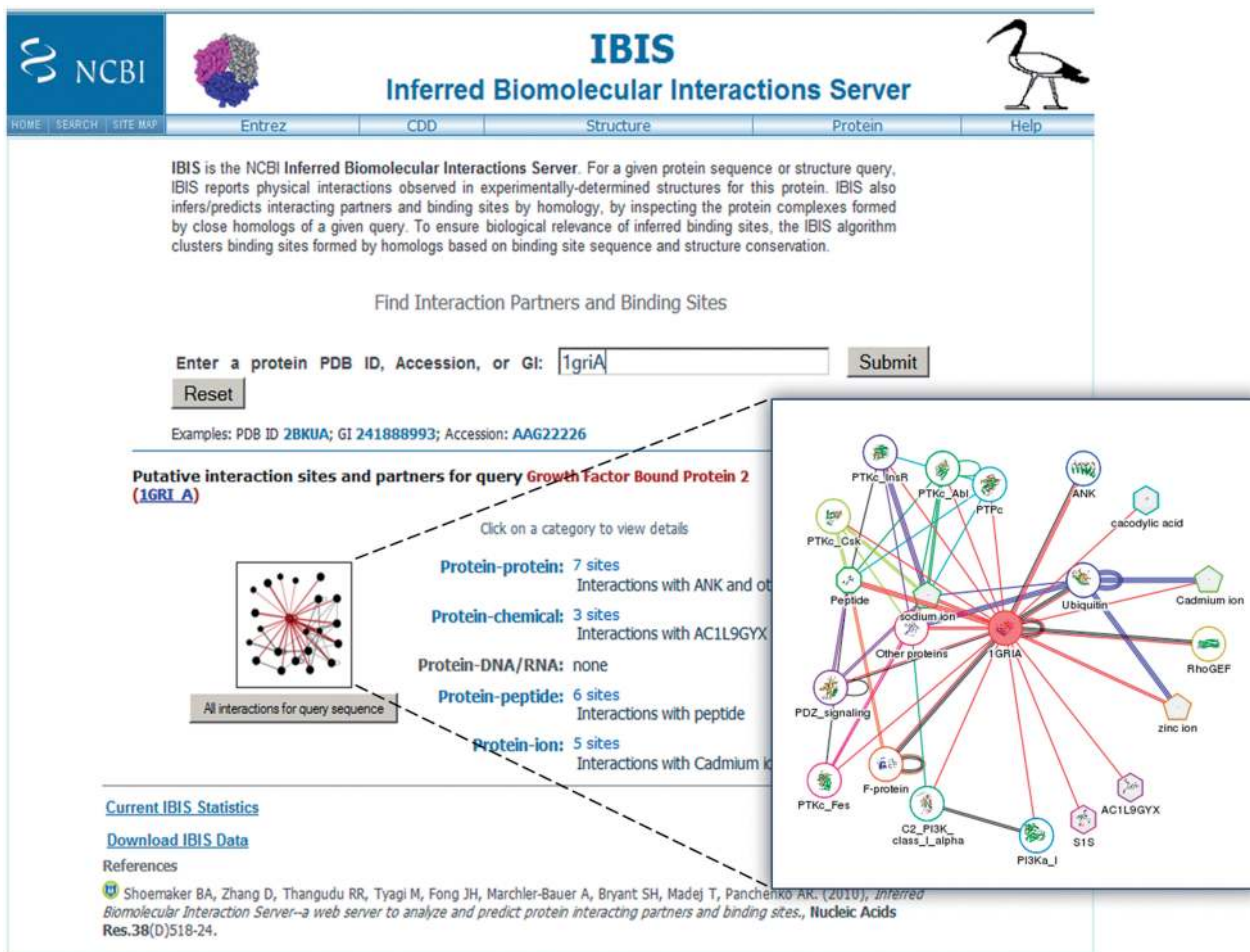 NCBI
IBIS
Inferred Biomolecular Interactions Server
HOME SEARCH SITE MAP Entrez CDD Structure Protein Help
IBIS is the NCBI Inferred Biomolecular Interactions Server. For a given protein sequence or structure query,
IBIS reports physical interactions observed in experimentally-determined structures for this protein. IBIS also
infers/predicts interacting partners and binding sites by homology, by inspecting the protein complexes formed
by close homologs of a given query. To ensure biological relevance of inferred binding sites, the IBIS algorithm
clusters binding sites formed by homologs based on binding site sequence and structure conservation.
Find Interaction Partners and Binding Sites
Enter a protein PDB ID, Accession, or GI: 1griA Submit
Reset
Examples: PDB ID 2BKUA; GI 241888993; Accession: AAG22226
Putative interaction sites and partners for query Growth Factor Bound Protein 2
(1GRI_A)
Click on a category to view details
Protein-protein: 7 sites
Interactions with ANK and ot
Protein-chemical: 3 sites
Interactions with AC1L9GYX
Protein-DNA/RNA: none
Protein-peptide: 6 sites
Interactions with peptide
Protein-ion: 5 sites
Interactions with Cadmium io
All interactions for query sequence
PTKc_InsR
PTKc_Abl
PTPc
ANK
cacodylic acid
PTKc_Csk
Peptide
sodium ion
Ubiquitin
Cadmium ion
Other proteins
1GRIA
RhoGEF
PDZ_signaling
zinc ion
F-protein
PTKc_Fes
C2_PI3K_
class_I_alpha
PI3Ka_I
S1S
AC1L9GYX
Current IBIS Statistics
Download IBIS Data
References
Shoemaker BA, Zhang D, Thangudu RR, Tyagi M, Fong JH, Marchler-Bauer A, Bryant SH, Madej T, Panchenko AR. (2010), Inferred
Biomolecular Interaction Server--a web server to analyze and predict protein interacting partners and binding sites., Nucleic Acids
Res.38(D)518-24.